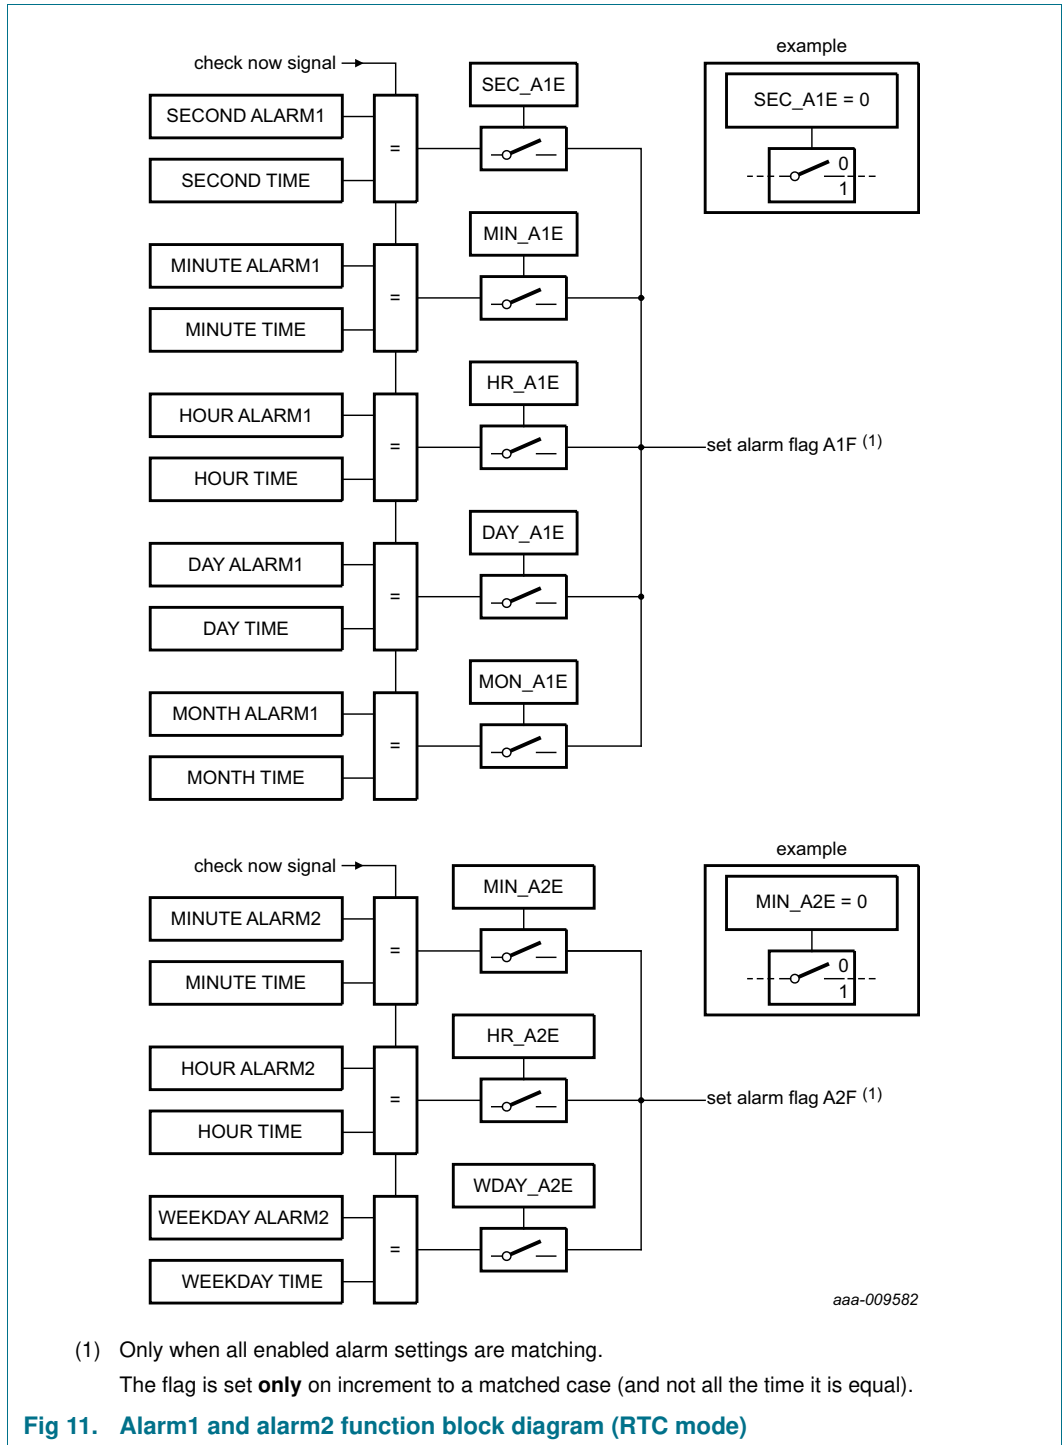 check now signal
example
SEC_A1E
SEC_A1E = 0
SECOND ALARM1
=
0
1
SECOND TIME
MIN_A1E
MINUTE ALARM1
=
MINUTE TIME
HR_A1E
HOUR ALARM1
=
set alarm flag A1F (1)
HOUR TIME
DAY_A1E
DAY ALARM1
=
DAY TIME
MON_A1E
MONTH ALARM1
=
MONTH TIME
check now signal
example
MIN_A2E
MIN_A2E = 0
MINUTE ALARM2
=
0
1
MINUTE TIME
HR_A2E
HOUR ALARM2
=
set alarm flag A2F (1)
HOUR TIME
WDAY_A2E
WEEKDAY ALARM2
=
WEEKDAY TIME
aaa-009582
(1) Only when all enabled alarm settings are matching.
The flag is set only on increment to a matched case (and not all the time it is equal).
Fig 11. Alarm1 and alarm2 function block diagram (RTC mode)